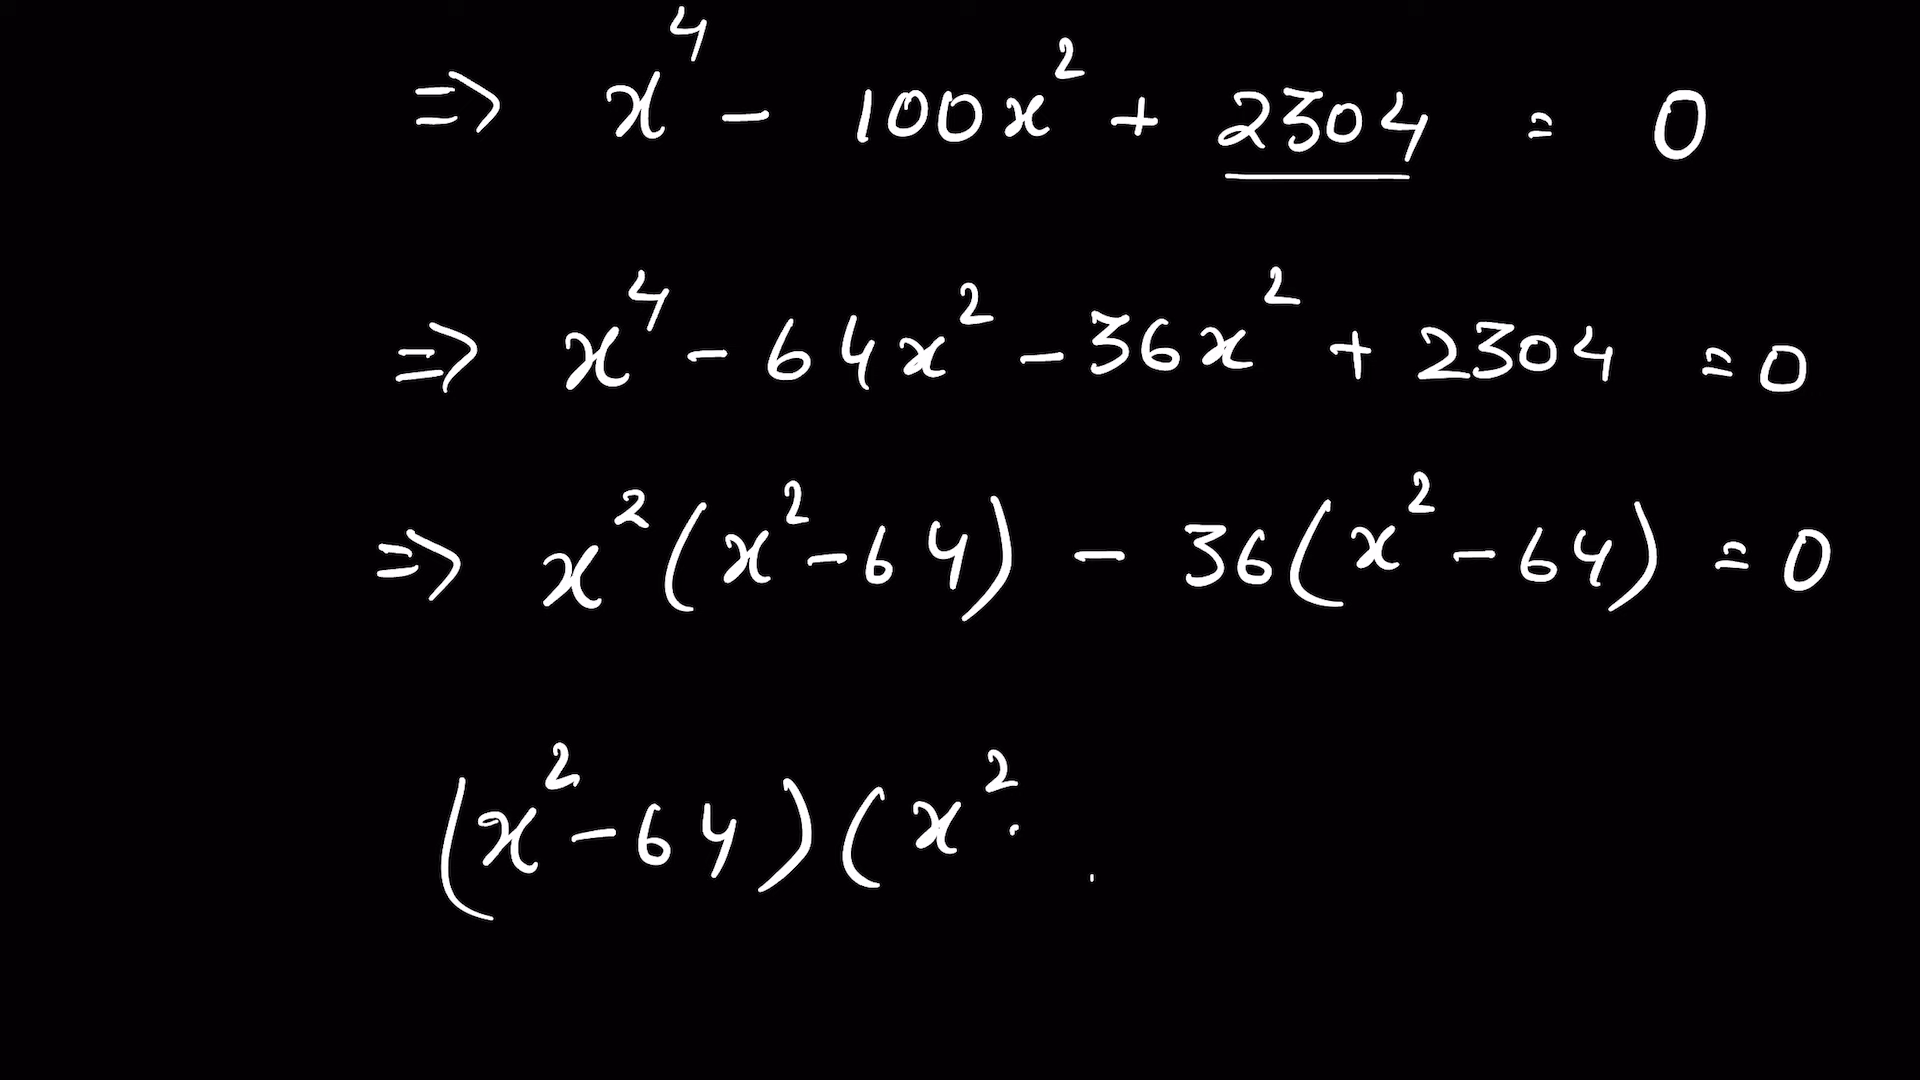 => x⁴ - 100x² + 2304 = 0
=> x⁴ - 64x² - 36x² + 2304 = 0
=> x² (x² - 64) - 36(x² - 64) = 0
(x² - 64) (x²